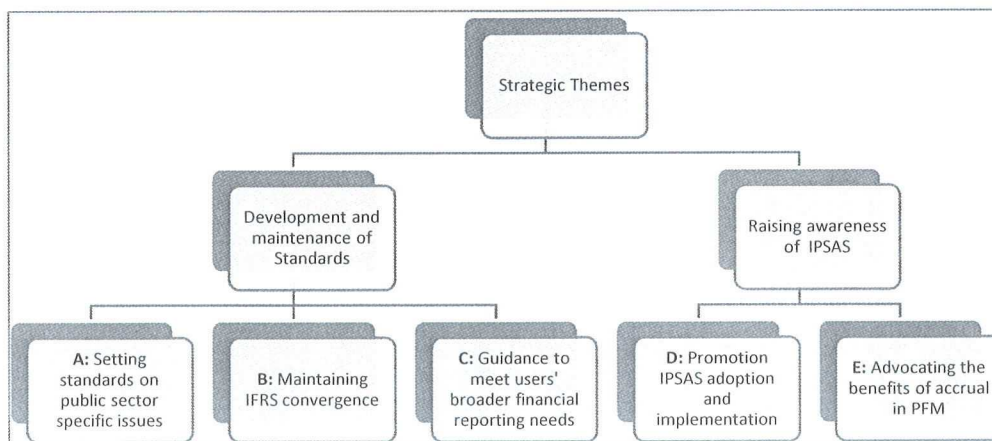 Strategic Themes
Development and
maintenance of
Standards
Raising awareness
of IPSAS
A: Setting
standards on
public sector
specific issues
B: Maintaining
IFRS convergence
C: Guidance to
meet users'
broader financial
reporting needs
D: Promotion
IPSAS adoption
and
implementation
E: Advocating the
benefits of accrual
in PFM